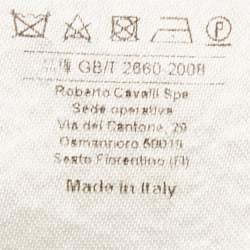 GB/T 2660-2008
Roberto Cavalli Spa
Sede operativa
Via del Cantone, 29
Osmannoro 50019
Sesto Fiorentino (FI)
Made in Italy